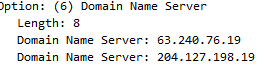 Option: (6) Domain Name Server
Length: 8
Domain Name Server: 63.240.76.19
Domain Name Server: 204.127.198.19